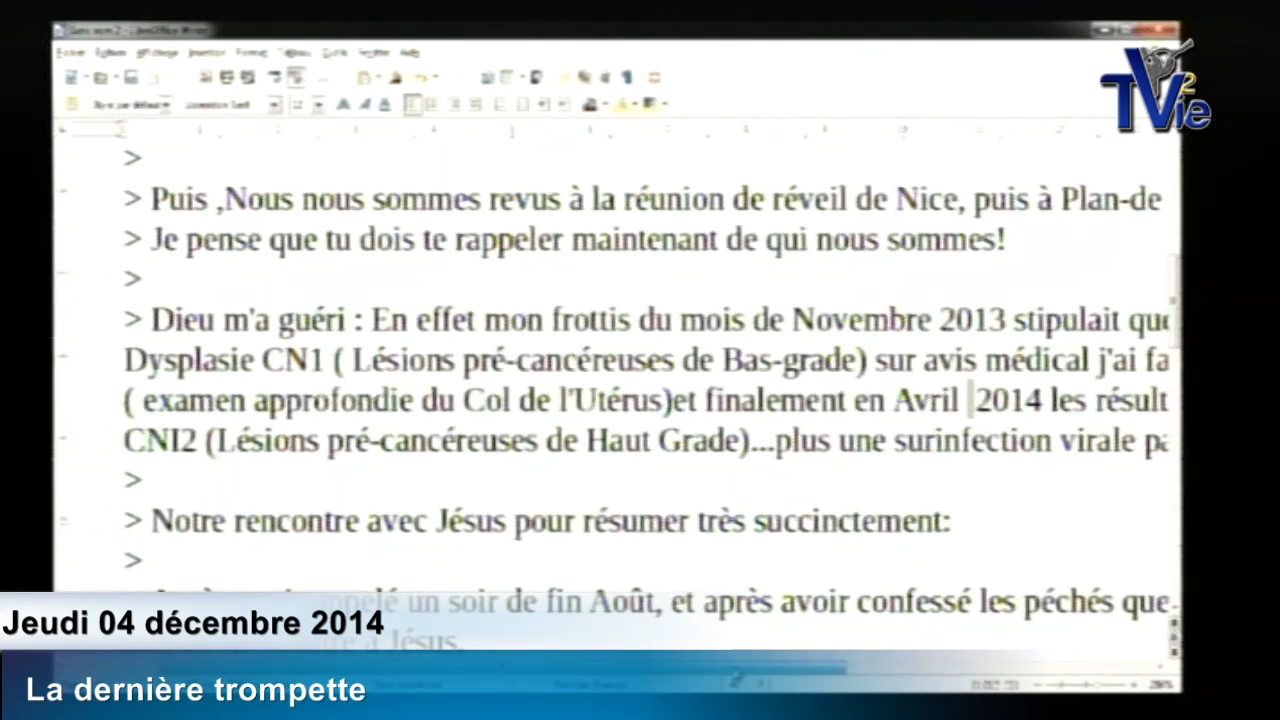 TV2Vie
>
> Puis ,Nous nous sommes revus à la réunion de réveil de Nice, puis à Plan-de
> Je pense que tu dois te rappeler maintenant de qui nous sommes!
>
> Dieu m'a guéri : En effet mon frottis du mois de Novembre 2013 stipulait que
Dysplasie CN1 ( Lésions pré-cancéreuses de Bas-grade) sur avis médical j'ai fa
( examen approfondie du Col de l'Utérus)et finalement en Avril 2014 les résult
CNI2 (Lésions pré-cancéreuses de Haut Grade)...plus une surinfection virale pa
>
> Notre rencontre avec Jésus pour résumer très succinctement:
>
un soir de fin Août, et après avoir confessé les péchés que
à Jésus.
Jeudi 04 décembre 2014
La dernière trompette